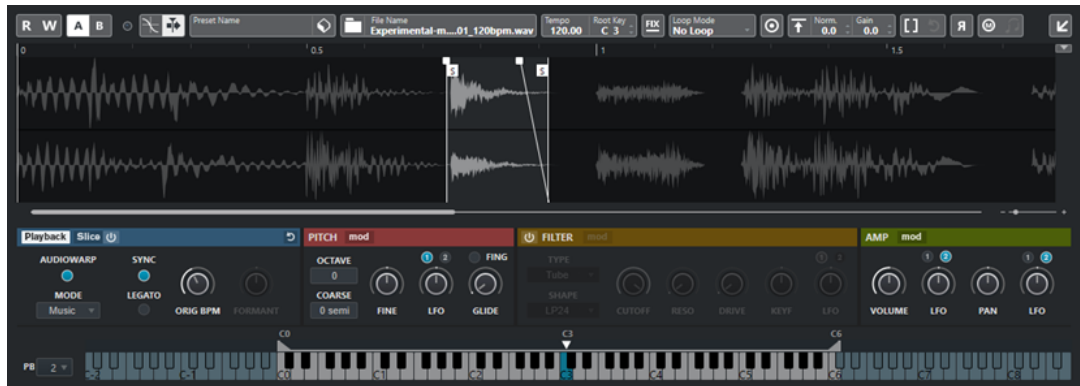 R W A B Preset Name File Name Tempo Root Key FIX Loop Mode Norm. Gain
Experimental-m....01_120bpm.wav 120.00 C 3 No Loop 0.0 0.0 [ ] R M
0 0.5 1 1.5
S S
Playback Slice PITCH mod FILTER mod AMP mod
AUDIOWARP SYNC OCTAVE 1 2 FING TYPE 1 2 1 2 1 2
0 Tube
MODE LEGATO COARSE SHAPE
Music ORIG BPM FORMANT 0 semi FINE LFO GLIDE LP24 CUTOFF RESO DRIVE KEYF LFO VOLUME LFO PAN LFO
C0 C3 C6
PB 2 C-2 C-1 C0 C1 C2 C3 C4 C5 C6 C7 C8